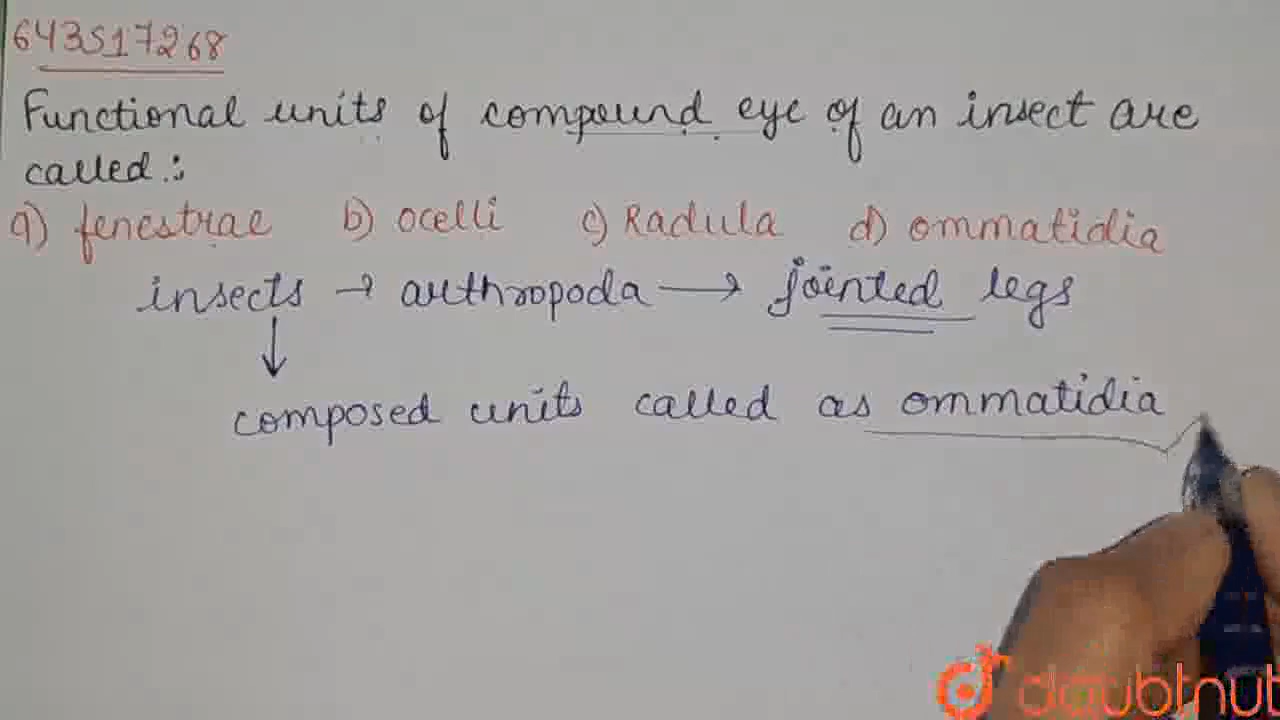 643517268
Functional units of compound eye of an insect are
called :
a) fenestrae b) ocelli c) Radula d) ommatidia
insects → arthropoda → jointed legs
↓
composed units called as ommatidia
doubtnut